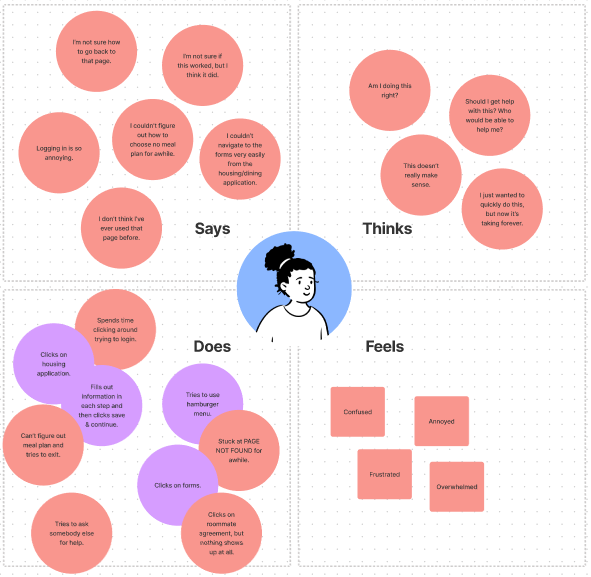 I'm not sure how
to go back to
that page.
I'm not sure if
this worked, but I
think it did.
Logging in is so
annoying.
I couldn't figure
out how to
choose no meal
plan for awhile.
I couldn't
navigate to the
forms very easily
from the
housing/dining
application.
I don't think I've
ever used that
page before.
Says
Am I doing this
right?
Should I get help
with this? Who
would be able to
help me?
This doesn't
really make
sense.
I just wanted to
quickly do this,
but now it's
taking forever.
Thinks
Does
Spends time
clicking around
trying to login.
Clicks on
housing
application.
Fills out
information in
each step and
then clicks save
& continue.
Can't figure out
meal plan and
tries to exit.
Tries to use
hamburger
menu.
Stuck at PAGE
NOT FOUND for
awhile.
Clicks on forms.
Tries to ask
somebody else
for help.
Clicks on
roommate
agreement, but
nothing shows
up at all.
Feels
Confused
Annoyed
Frustrated
Overwhelmed